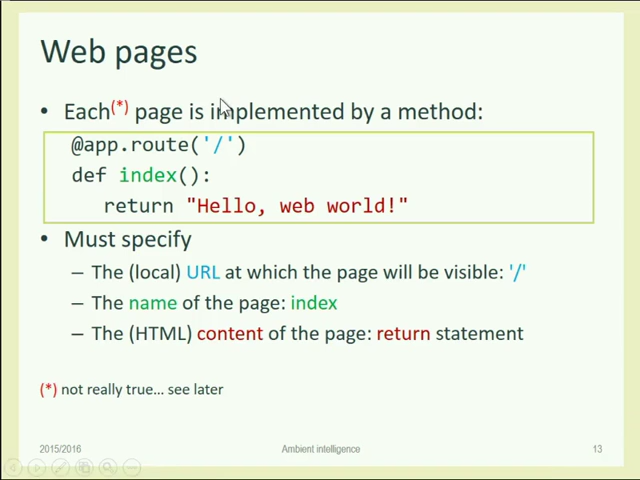 Web pages
• Each(*) page is implemented by a method:
@app.route('/')
def index():
return "Hello, web world!"
• Must specify
– The (local) URL at which the page will be visible: '/'
– The name of the page: index
– The (HTML) content of the page: return statement
(*) not really true... see later
2015/2016 Ambient intelligence 13